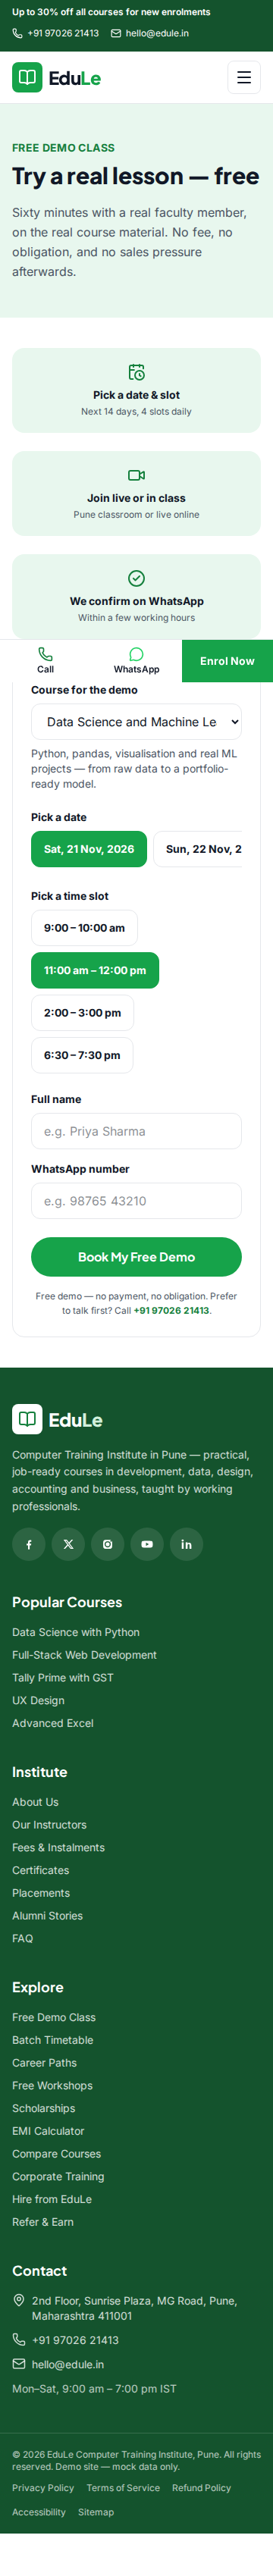 Up to 30% off all courses for new enrolments
+91 97026 21413 hello@edule.in
EduLe
FREE DEMO CLASS
Try a real lesson — free
Sixty minutes with a real faculty member,
on the real course material. No fee, no
obligation, and no sales pressure
afterwards.
Pick a date & slot
Next 14 days, 4 slots daily
Join live or in class
Pune classroom or live online
We confirm on WhatsApp
Within a few working hours
Call
WhatsApp
Enrol Now
Course for the demo
Data Science and Machine Le
Python, pandas, visualisation and real ML
projects — from raw data to a portfolio-
ready model.
Pick a date
Sat, 21 Nov, 2026
Sun, 22 Nov, 2
Pick a time slot
9:00 – 10:00 am
11:00 am – 12:00 pm
2:00 – 3:00 pm
6:30 – 7:30 pm
Full name
e.g. Priya Sharma
WhatsApp number
e.g. 98765 43210
Book My Free Demo
Free demo — no payment, no obligation. Prefer
to talk first? Call +91 97026 21413.
EduLe
Computer Training Institute in Pune — practical,
job-ready courses in development, data, design,
accounting and business, taught by working
professionals.
Popular Courses
Data Science with Python
Full-Stack Web Development
Tally Prime with GST
UX Design
Advanced Excel
Institute
About Us
Our Instructors
Fees & Instalments
Certificates
Placements
Alumni Stories
FAQ
Explore
Free Demo Class
Batch Timetable
Career Paths
Free Workshops
Scholarships
EMI Calculator
Compare Courses
Corporate Training
Hire from EduLe
Refer & Earn
Contact
2nd Floor, Sunrise Plaza, MG Road, Pune,
Maharashtra 411001
+91 97026 21413
hello@edule.in
Mon–Sat, 9:00 am – 7:00 pm IST
© 2026 EduLe Computer Training Institute, Pune. All rights
reserved. Demo site — mock data only.
Privacy Policy Terms of Service Refund Policy
Accessibility Sitemap